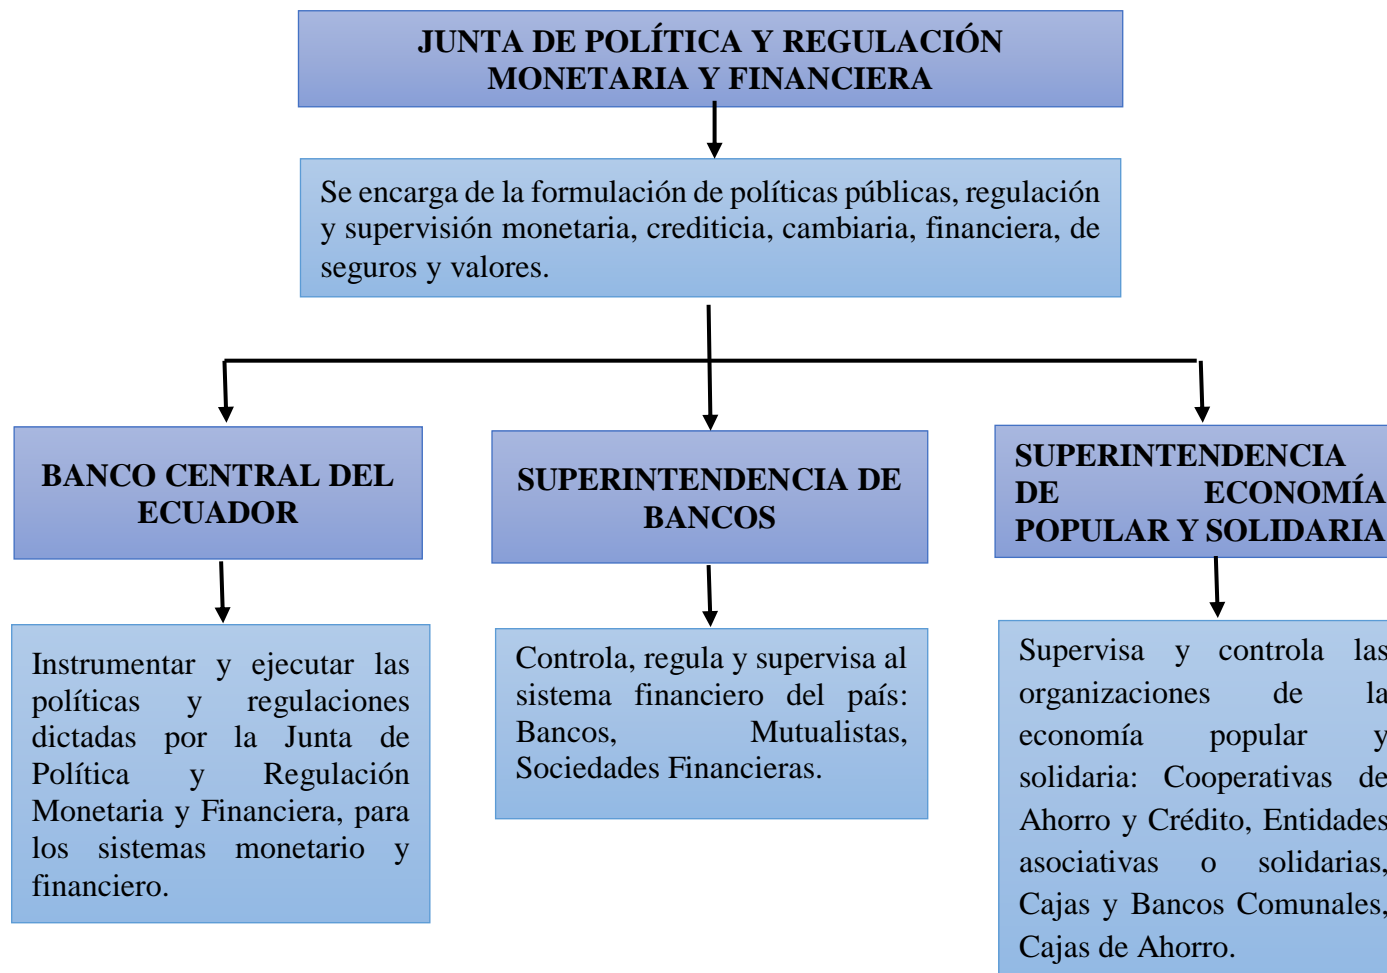 JUNTA DE POLÍTICA Y REGULACIÓN
MONETARIA Y FINANCIERA
Se encarga de la formulación de políticas públicas, regulación
y supervisión monetaria, crediticia, cambiaria, financiera, de
seguros y valores.
BANCO CENTRAL DEL
ECUADOR
Instrumentar y ejecutar las
políticas y regulaciones
dictadas por la Junta de
Política y Regulación
Monetaria y Financiera, para
los sistemas monetario y
financiero.
SUPERINTENDENCIA DE
BANCOS
Controla, regula y supervisa al
sistema financiero del país:
Bancos, Mutualistas,
Sociedades Financieras.
SUPERINTENDENCIA
DE ECONOMÍA
POPULAR Y SOLIDARIA
Supervisa y controla las
organizaciones de la
economía popular y
solidaria: Cooperativas de
Ahorro y Crédito, Entidades
asociativas o solidarias,
Cajas y Bancos Comunales,
Cajas de Ahorro.